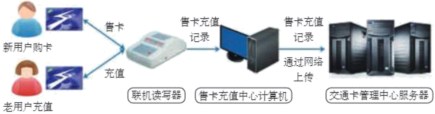 新用户购卡
售卡
充值
老用户充值
联机读写器
售卡充值
记录
售卡充值中心计算机
售卡充值
记录
通过网络
上传
交通卡管理中心服务器